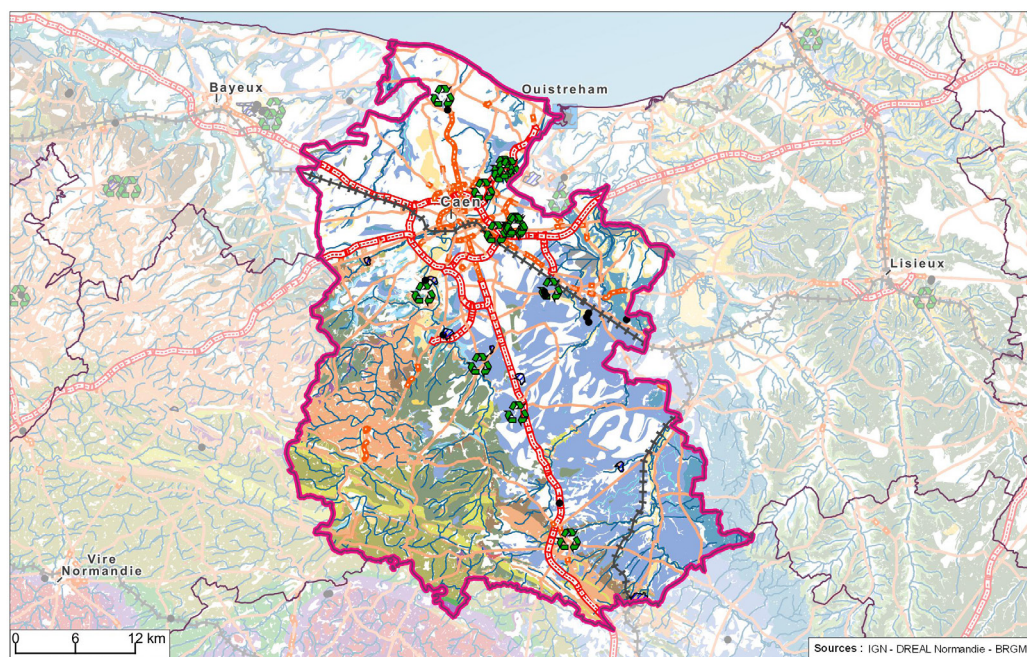 Bayeux
Ouistreham
Caen
Lisieux
Vire
Normandie
0 6 12 km
Sources : IGN - DREAL Normandie - BRGM